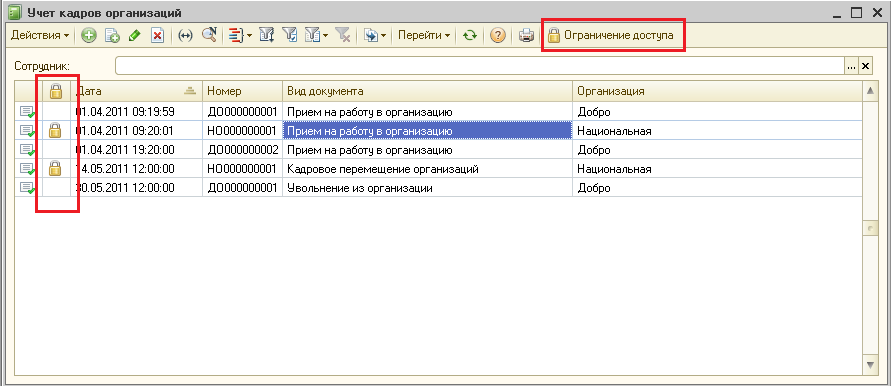 Учет кадров организаций
Действия Перейти Ограничение доступа
Сотрудник:
Дата Номер Вид документа Организация
01.04.2011 09:19:59 ДО000000001 Прием на работу в организацию Добро
01.04.2011 09:20:01 НО000000001 Прием на работу в организацию Национальная
01.04.2011 19:20:00 ДО000000002 Прием на работу в организацию Добро
14.05.2011 12:00:00 НО000000001 Кадровое перемещение организаций Национальная
30.05.2011 12:00:00 ДО000000001 Увольнение из организации Добро